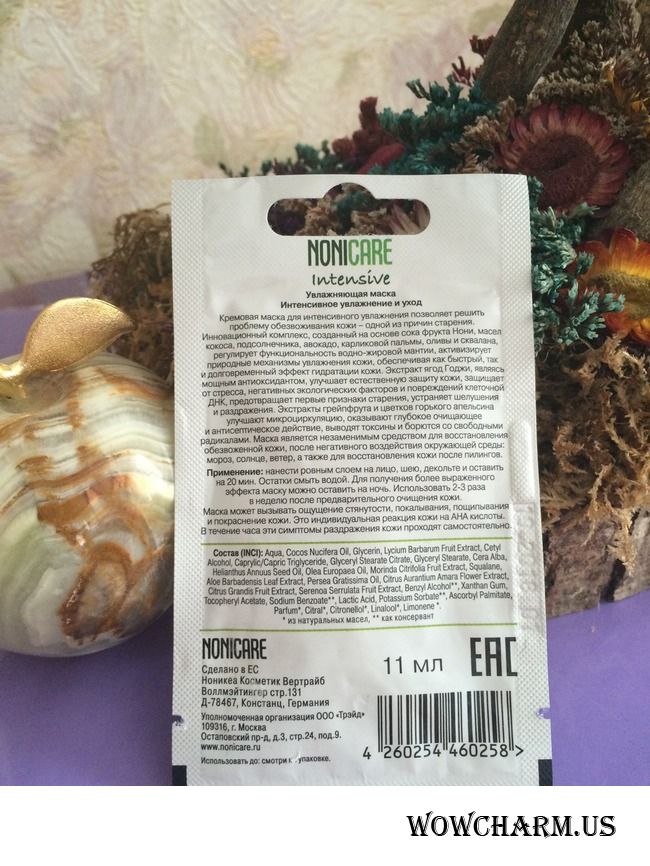 NONICARE
Intensive
Увлажняющая маска
Интенсивное увлажнение и уход
Кремовая маска для интенсивного увлажнения позволяет решить
проблему обезвоживания кожи – одной из причин старения.
Инновационный комплекс, созданный на основе сока фрукта Нони, масел
кокоса, подсолнечника, авокадо, карликовой пальмы, оливы и сквалана,
регулирует функциональность водно-жировой мантии, активизирует
природные механизмы увлажнения кожи, обеспечивая как быстрый, так
и долговременный эффект гидратации кожи. Экстракт ягод Годжи, являясь
мощным антиоксидантом, улучшает естественную защиту кожи, защищает
от стресса, негативных экологических факторов и повреждений клеточной
ДНК, предотвращает первые признаки старения, устраняет шелушения
и раздражения. Экстракты грейпфрута и цветков горького апельсина
улучшают микроциркуляцию, оказывают глубокое очищающее
и антисептическое действие, выводят токсины и борются со свободными
радикалами. Маска является незаменимым средством для восстановления
обезвоженной кожи, после негативного воздействия окружающей среды:
мороз, солнце, ветер, а также для восстановления кожи после пилингов.
Применение: нанести ровным слоем на лицо, шею, декольте и оставить
на 20 мин. Остатки смыть водой. Для получения более выраженного
эффекта маску можно оставить на ночь. Использовать 2-3 раза
в неделю после предварительного очищения кожи.
Маска может вызывать ощущение стянутости, покалывания, пощипывания
и покраснение кожи. Это индивидуальная реакция кожи на АНА кислоты.
В течение часа эти симптомы раздражения кожи проходят самостоятельно.
Состав (INCI): Aqua, Cocos Nucifera Oil, Glycerin, Lycium Barbarum Fruit Extract, Cetyl
Alcohol, Caprylic/Capric Triglyceride, Glyceryl Stearate Citrate, Glyceryl Stearate, Cera Alba,
Helianthus Annuus Seed Oil, Olea Europaea Oil, Morinda Citrifolia Fruit Extract, Squalane,
Aloe Barbadensis Leaf Extract, Persea Gratissima Oil, Citrus Aurantium Amara Flower Extract,
Citrus Grandis Fruit Extract, Serenoa Serrulata Fruit Extract, Benzyl Alcohol**, Xanthan Gum,
Tocopheryl Acetate, Sodium Benzoate**, Lactic Acid, Potassium Sorbate**, Ascorbyl Palmitate,
Parfum*, Citral*, Citronellol*, Linalool*, Limonene *
* из натуральных масел, ** как консервант
NONICARE
Сделано в ЕС
Ноникеа Косметик Вертрайб
Воллмэйтингер стр.131
Д-78467, Констанц, Германия
11 мл
EAC
Уполномоченная организация ООО «Трэйд»
109316, г. Москва
Остаповский пр-д, д.3, стр.24, под.9.
www.nonicare.ru
Использовать до: смотри упаковке.
4 260254 460258 >
WOWCHARM.US